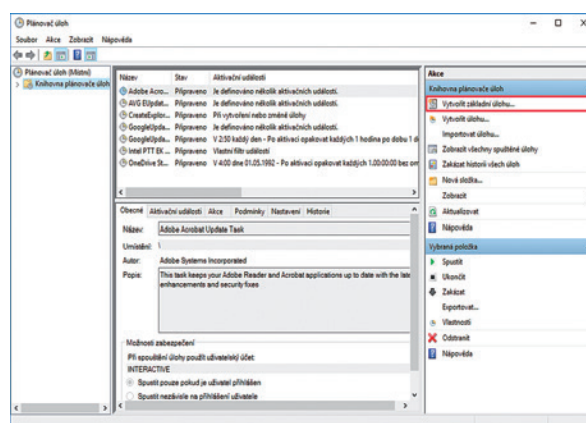 Plánovač úloh
Soubor Akce Zobrazit Nápověda
Plánovač úloh (Místní)
Knihovna plánovače úloh
Název Stav Aktivační události
Adobe Acro... Připraveno Je definováno několik aktivačních událostí.
AVG EUpdat... Připraveno Je definováno několik aktivačních událostí.
CreateExplor... Připraveno Při vytvoření nebo změně úlohy
GoogleUpda... Připraveno Je definováno několik aktivačních událostí.
GoogleUpda... Připraveno V 2:50 každý den - Po aktivaci opakovat každých 1 hodina po dobu 1 d
Intel PTT EK ... Připraveno Vlastní filtr událostí
OneDrive St... Připraveno V 4:00 dne 01.05.1992 - Po aktivaci opakovat každých 1.00:00:00 bez om
Obecné Aktivační události Akce Podmínky Nastavení Historie
Název: Adobe Acrobat Update Task
Umístění: \
Autor: Adobe Systems Incorporated
Popis: This task keeps your Adobe Reader and Acrobat applications up to date with the late
enhancements and security fixes
Možnosti zabezpečení
Při spouštění úlohy použít uživatelský účet:
INTERACTIVE
Spustit pouze pokud je uživatel přihlášen
Spustit nezávisle na přihlášení uživatele
Akce
Knihovna plánovače úloh
Vytvořit základní úlohu...
Vytvořit úlohu...
Importovat úlohu...
Zobrazit všechny spuštěné úlohy
Zakázat historii všech úloh
Nová složka...
Zobrazit
Aktualizovat
Nápověda
Vybraná položka
Spustit
Ukončit
Zakázat
Exportovat...
Vlastnosti
Odstranit
Nápověda